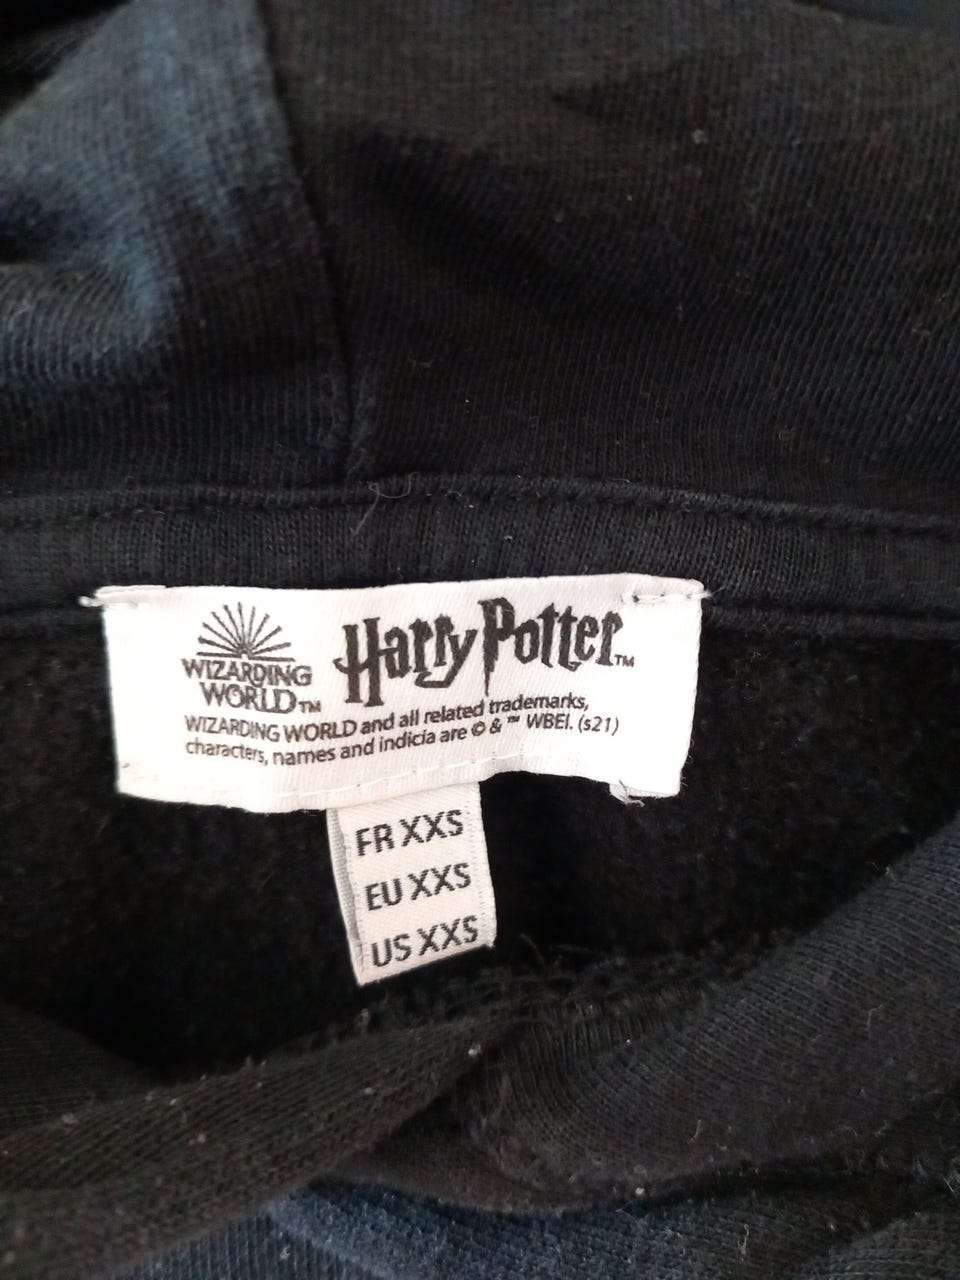 WIZARDING
WORLD™
Harry Potter™
WIZARDING WORLD and all related trademarks,
characters, names and indicia are © & ™ WBEI. (s21)
FR XXS
EU XXS
US XXS